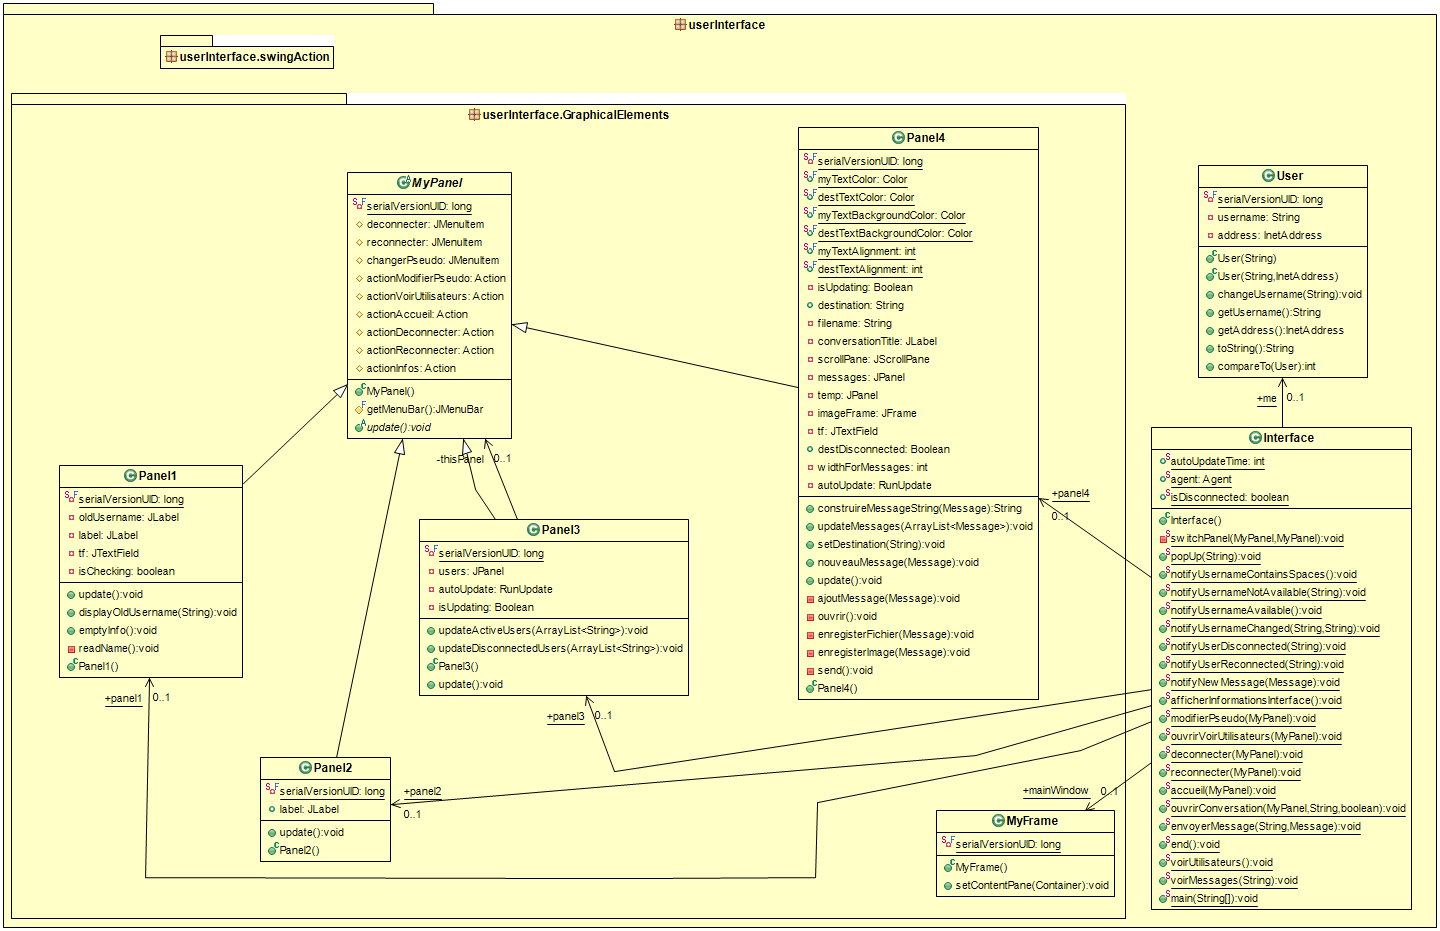 userInterface
userInterface.swingAction
userInterface.GraphicalElements
MyPanel
serialVersionUID: long
deconnecter: JMenuItem
reconnecter: JMenuItem
changerPseudo: JMenuItem
actionModifierPseudo: Action
actionVoirUtilisateurs: Action
actionAccueil: Action
actionDeconnecter: Action
actionReconnecter: Action
actionInfos: Action
MyPanel()
getMenuBar():JMenuBar
update():void
Panel4
serialVersionUID: long
myTextColor: Color
destTextColor: Color
myTextBackgroundColor: Color
destTextBackgroundColor: Color
myTextAlignment: int
destTextAlignment: int
isUpdating: Boolean
destination: String
filename: String
conversationTitle: JLabel
scrollPane: JScrollPane
messages: JPanel
temp: JPanel
imageFrame: JFrame
tf: JTextField
destDisconnected: Boolean
widthForMessages: int
autoUpdate: RunUpdate
construireMessageString(Message):String
updateMessages(ArrayList<Message>):void
setDestination(String):void
nouveauMessage(Message):void
update():void
ajoutMessage(Message):void
ouvrir():void
enregisterFichier(Message):void
enregisterImage(Message):void
send():void
Panel4()
User
serialVersionUID: long
username: String
address: InetAddress
User(String)
User(String,InetAddress)
changeUsername(String):void
getUsername():String
getAddress():InetAddress
toString():String
compareTo(User):int
+me 0..1
Interface
autoUpdateTime: int
agent: Agent
isDisconnected: boolean
Interface()
switchPanel(MyPanel,MyPanel):void
popUp(String):void
notifyUsernameContainsSpaces():void
notifyUsernameNotAvailable(String):void
notifyUsernameAvailable():void
notifyUsernameChanged(String,String):void
notifyUserDisconnected(String):void
notifyUserReconnected(String):void
notifyNewMessage(Message):void
afficherInformationsInterface():void
modifierPseudo(MyPanel):void
ouvrirVoirUtilisateurs(MyPanel):void
deconnecter(MyPanel):void
reconnecter(MyPanel):void
accueil(MyPanel):void
ouvrirConversation(MyPanel,String,boolean):void
envoyerMessage(String,Message):void
end():void
voirUtilisateurs():void
voirMessages(String):void
main(String[]):void
+panel4
0..1
-thisPanel 0..1
Panel1
serialVersionUID: long
oldUsername: JLabel
label: JLabel
tf: JTextField
isChecking: boolean
update():void
displayOldUsername(String):void
emptyInfo():void
readName():void
Panel1()
+panel1 0..1
Panel3
serialVersionUID: long
users: JPanel
autoUpdate: RunUpdate
isUpdating: Boolean
updateActiveUsers(ArrayList<String>):void
updateDisconnectedUsers(ArrayList<String>):void
Panel3()
update():void
+panel3 0..1
Panel2
serialVersionUID: long
label: JLabel
update():void
Panel2()
+panel2
0..1
+mainWindow 0..1
MyFrame
serialVersionUID: long
MyFrame()
setContentPane(Container):void